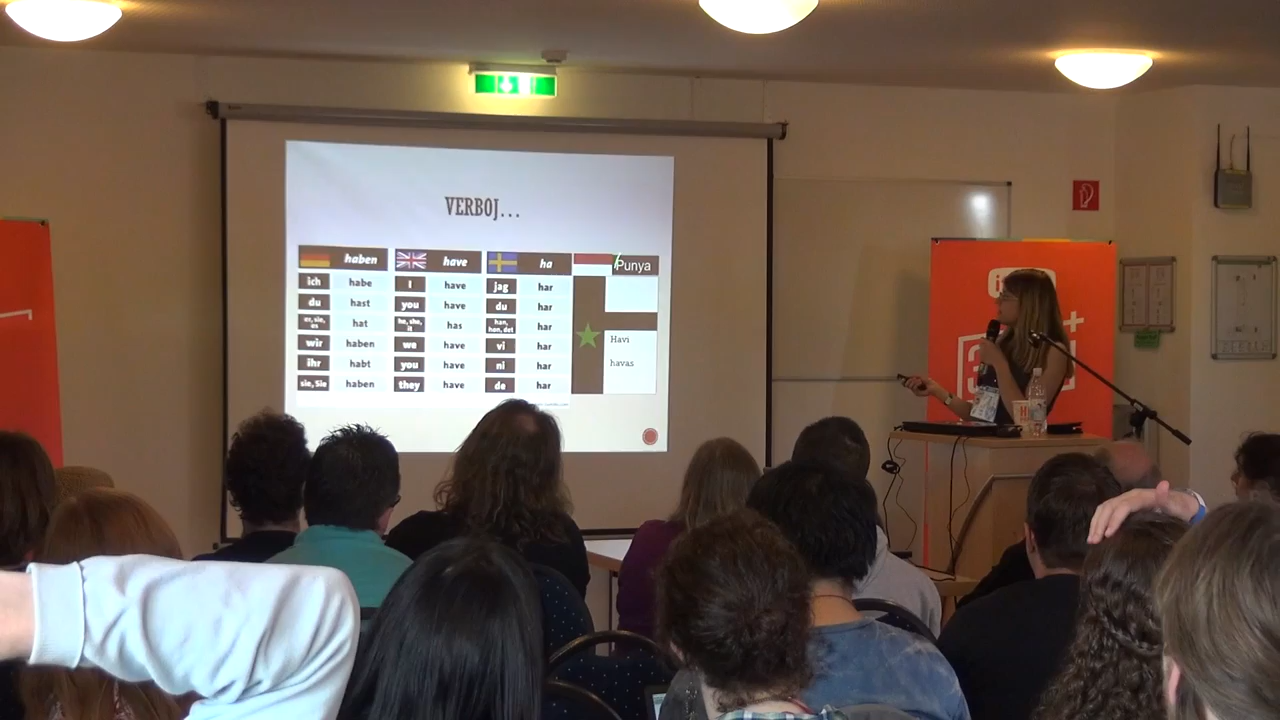 VERBOJ...
haben have ha Punya
ich habe I have jag har
du hast you have du har
er, sie, es hat he, she, it has han, hon, det har
wir haben we have vi har
ihr habt you have ni har
sie, Sie haben they have de har
Havi
havas